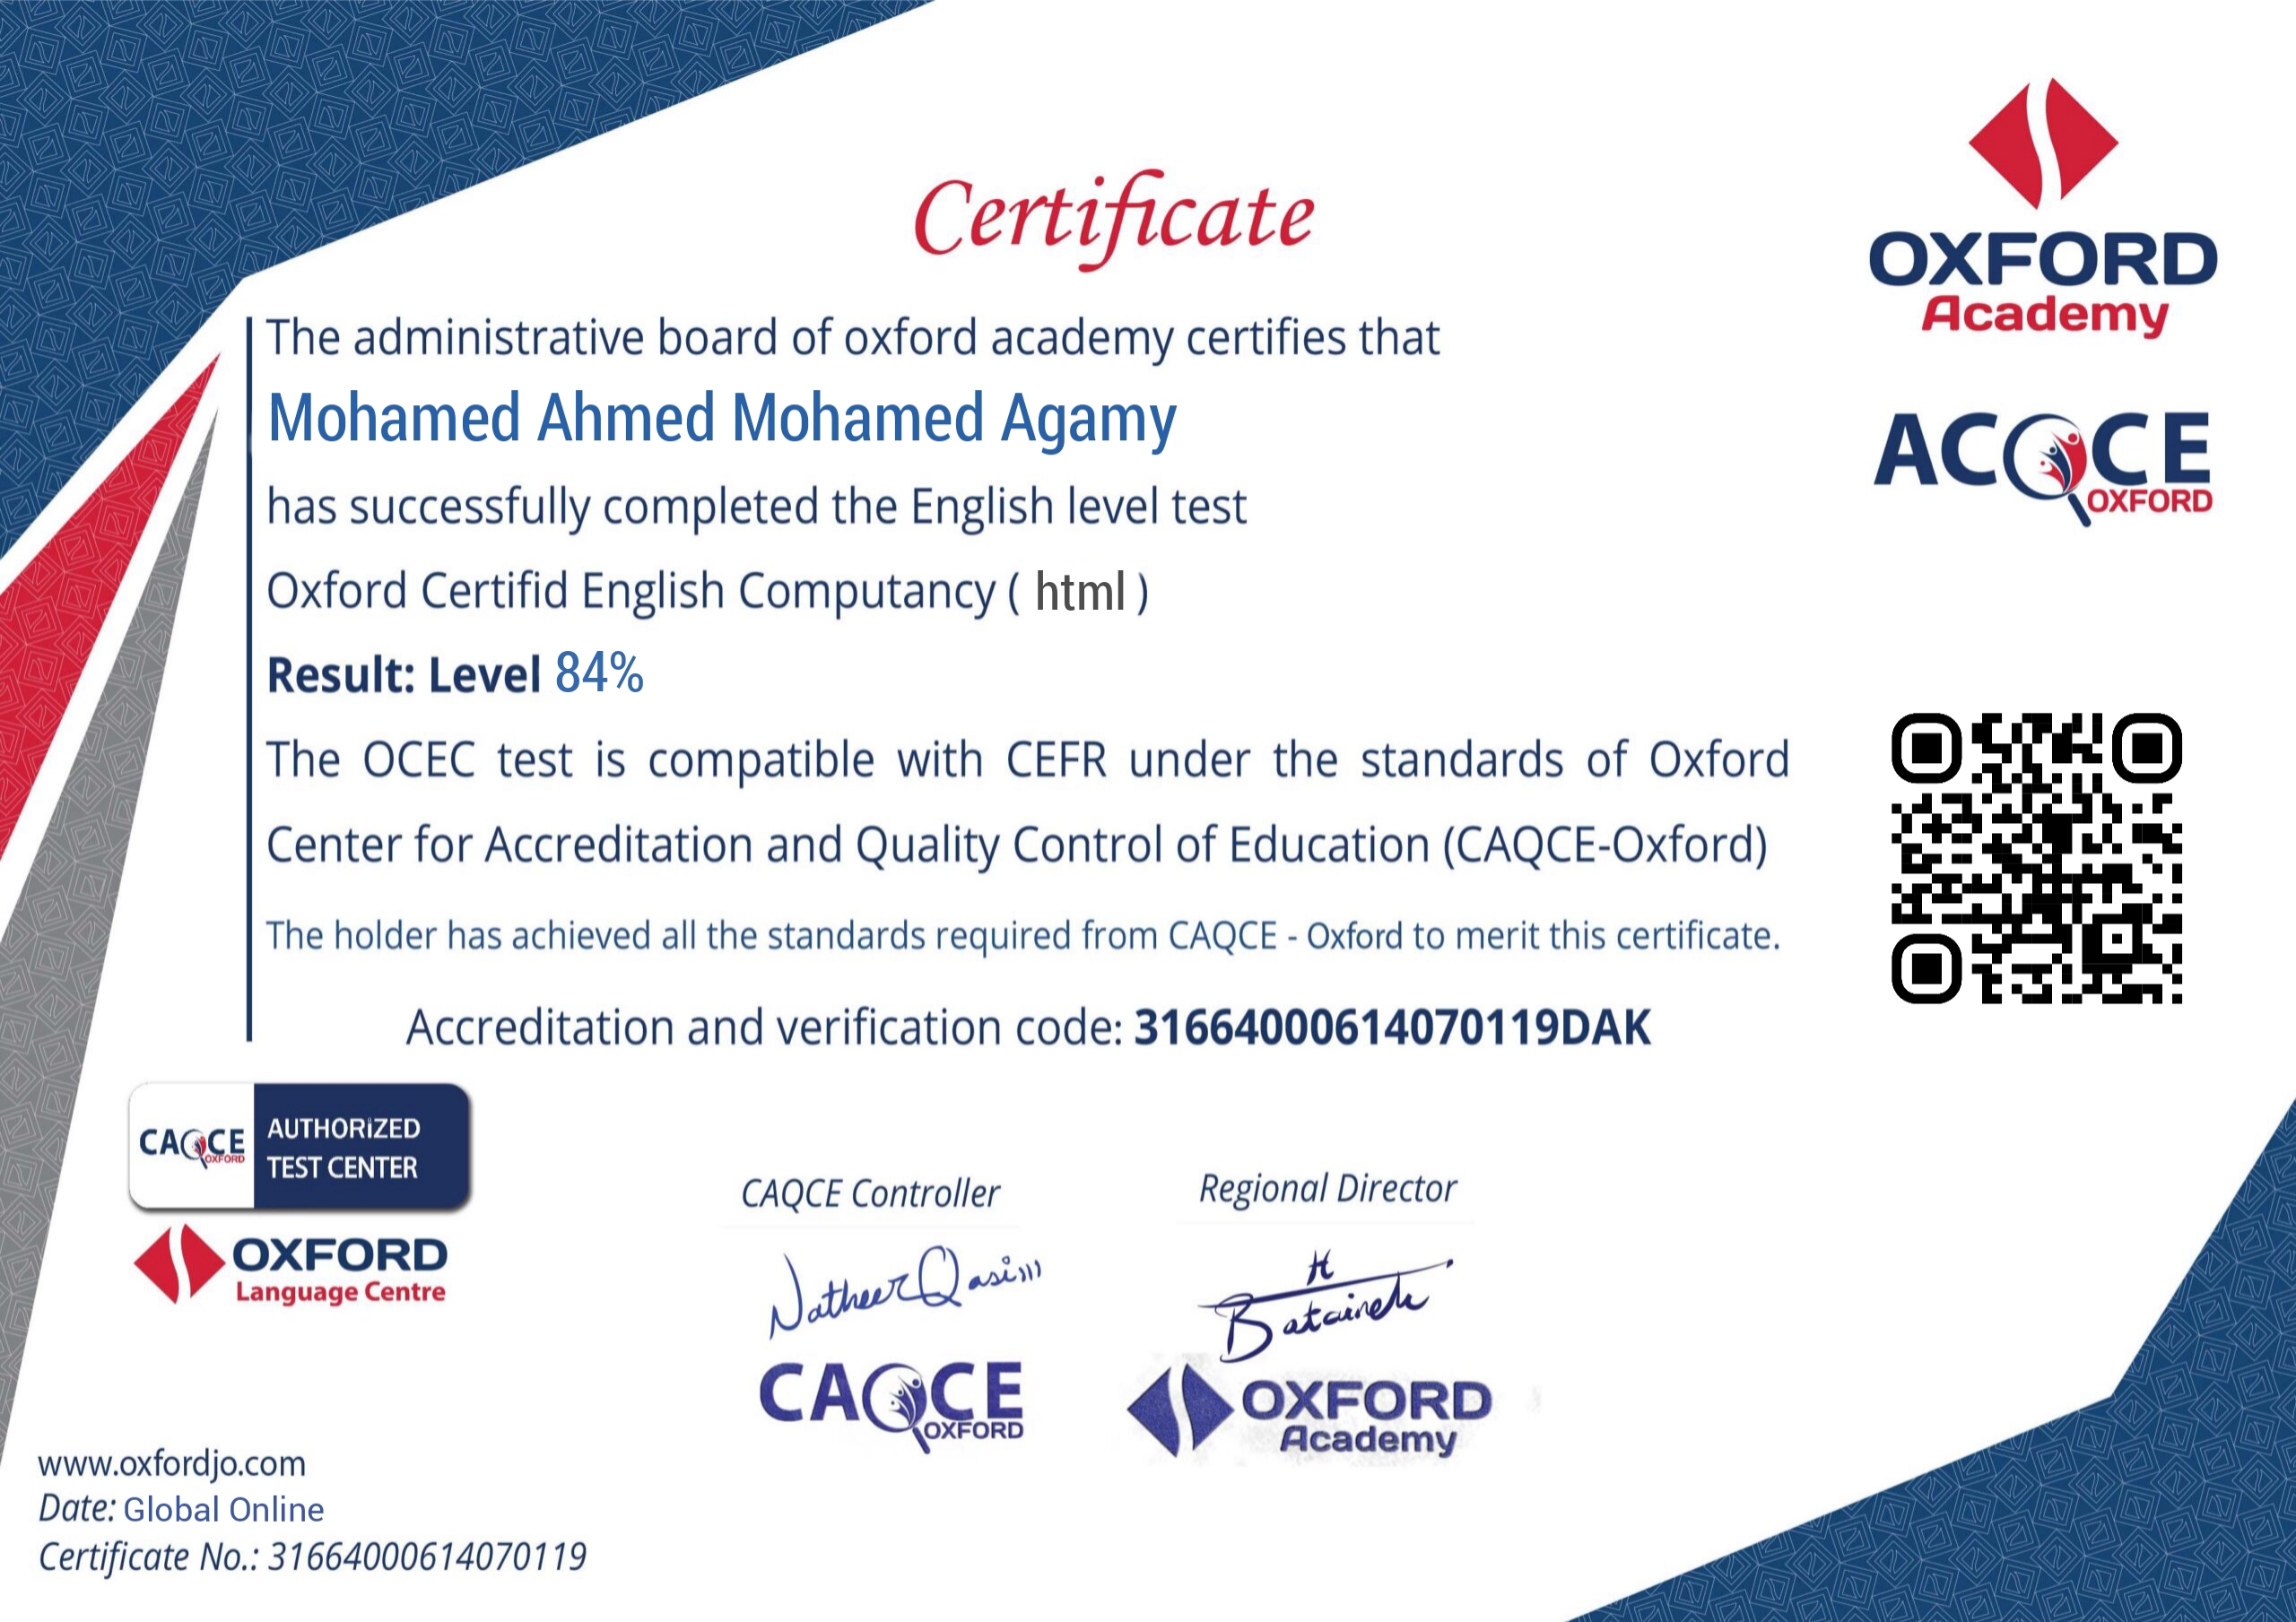 Certificate
OXFORD
Academy
ACQCE
OXFORD
The administrative board of oxford academy certifies that
Mohamed Ahmed Mohamed Agamy
has successfully completed the English level test
Oxford Certifid English Computancy ( html )
Result: Level 84%
The OCEC test is compatible with CEFR under the standards of Oxford
Center for Accreditation and Quality Control of Education (CAQCE-Oxford)
The holder has achieved all the standards required from CAQCE - Oxford to merit this certificate.
Accreditation and verification code: 31664000614070119DAK
CAQCE
OXFORD
AUTHORIZED
TEST CENTER
OXFORD
Language Centre
CAQCE Controller
Natheer Qasim
CAQCE
OXFORD
Regional Director
H
Bataineh
OXFORD
Academy
www.oxfordjo.com
Date: Global Online
Certificate No.: 31664000614070119